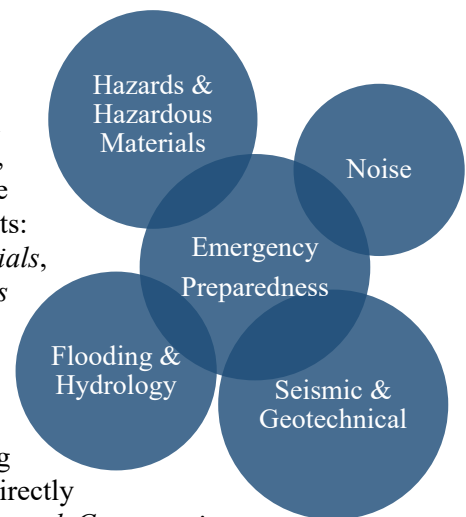 Hazards &
Hazardous
Materials
Noise
Emergency
Preparedness
Flooding &
Hydrology
Seismic &
Geotechnical
,